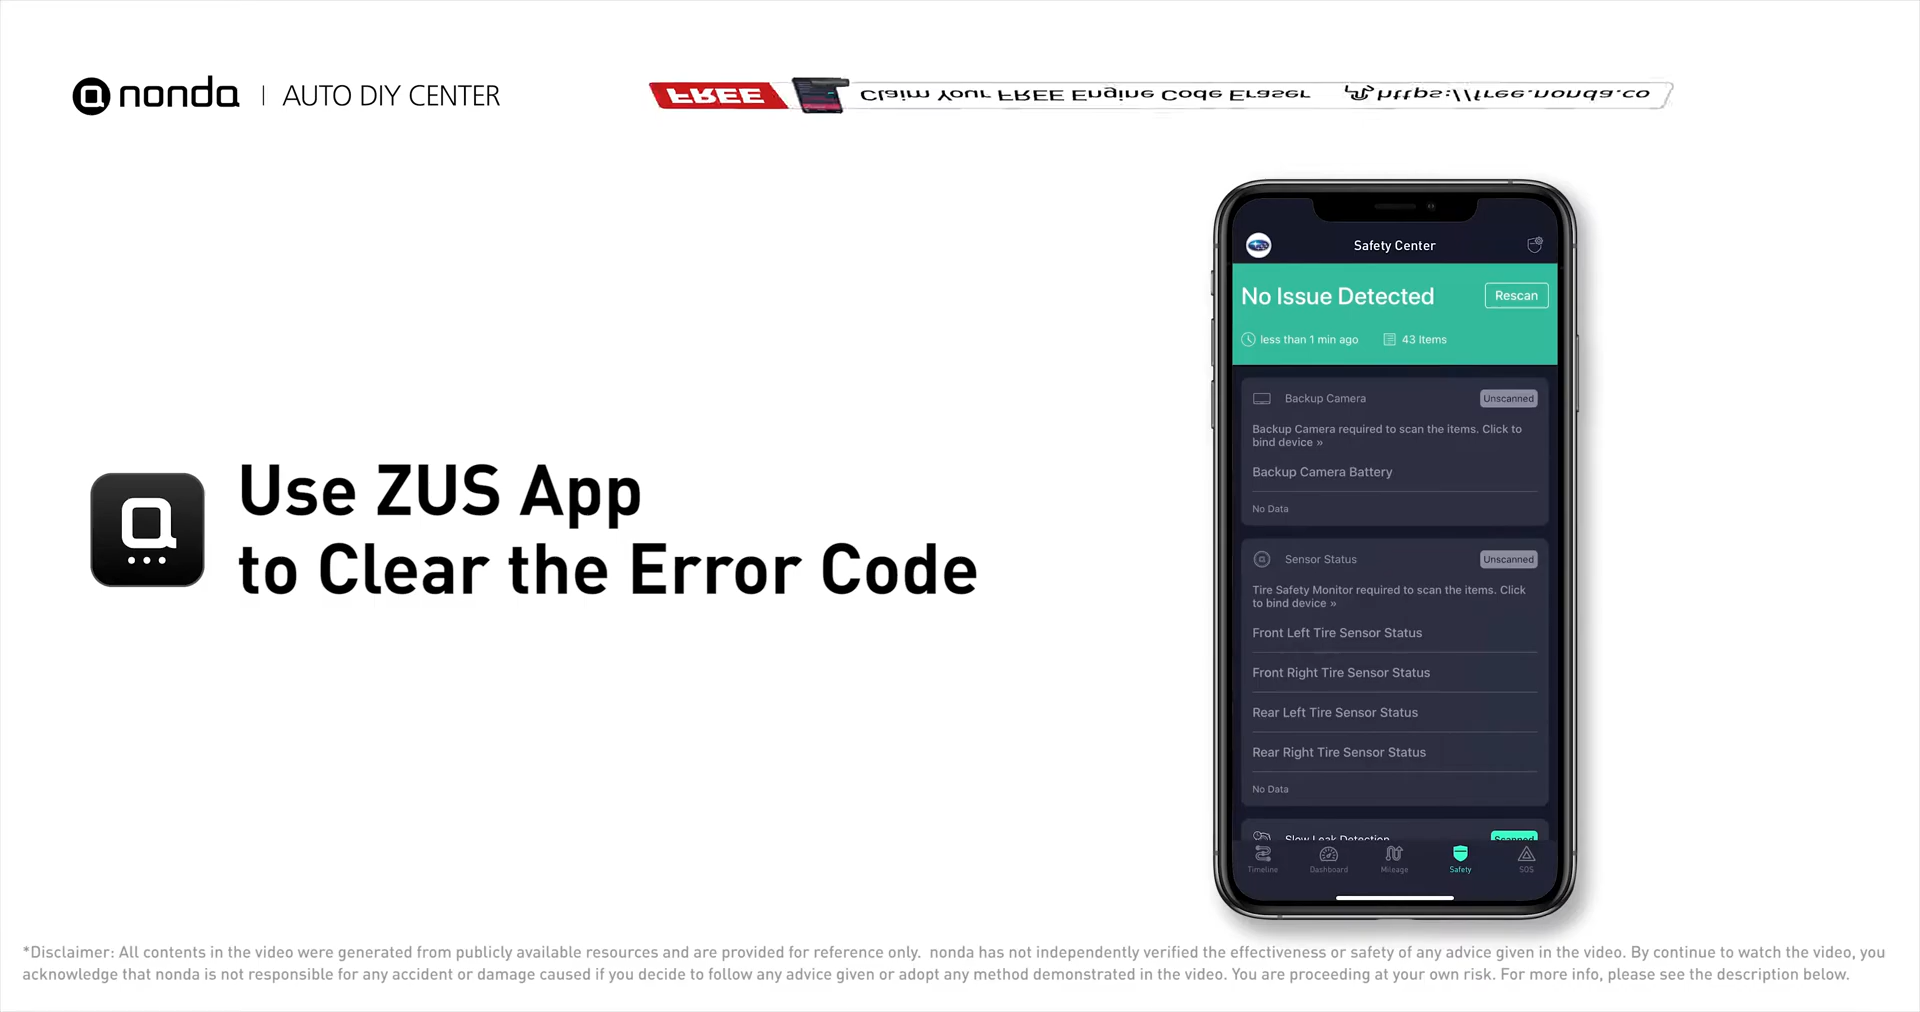 nonda | AUTO DIY CENTER
FREE Claim Your FREE Engine Code Eraser https://free.nonda.co
Use ZUS App
to Clear the Error Code
Safety Center
No Issue Detected Rescan
less than 1 min ago 43 Items
Backup Camera Unscanned
Backup Camera required to scan the items. Click to
bind device »
Backup Camera Battery
No Data
Sensor Status Unscanned
Tire Safety Monitor required to scan the items. Click
to bind device »
Front Left Tire Sensor Status
Front Right Tire Sensor Status
Rear Left Tire Sensor Status
Rear Right Tire Sensor Status
No Data
Slow Leak Detection Scanned
Timeline Dashboard Mileage Safety SOS
*Disclaimer: All contents in the video were generated from publicly available resources and are provided for reference only. nonda has not independently verified the effectiveness or safety of any advice given in the video. By continue to watch the video, you
acknowledge that nonda is not responsible for any accident or damage caused if you decide to follow any advice given or adopt any method demonstrated in the video. You are proceeding at your own risk. For more info, please see the description below.